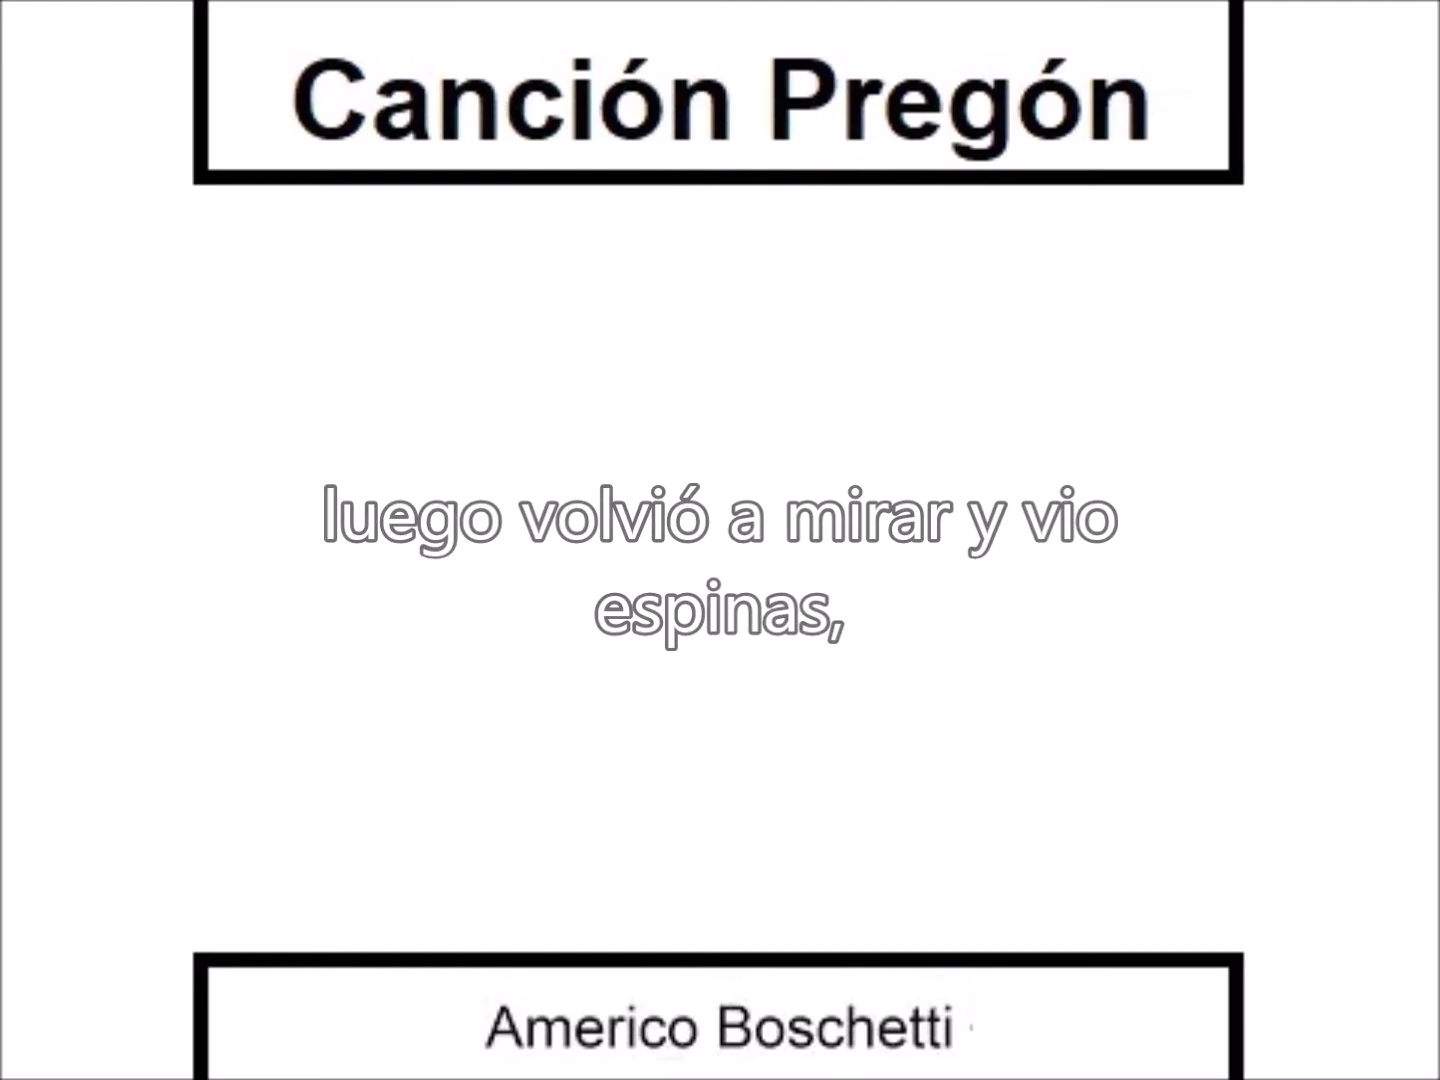 Canción Pregón
luego volvió a mirar y vio
espinas,
Americo Boschetti